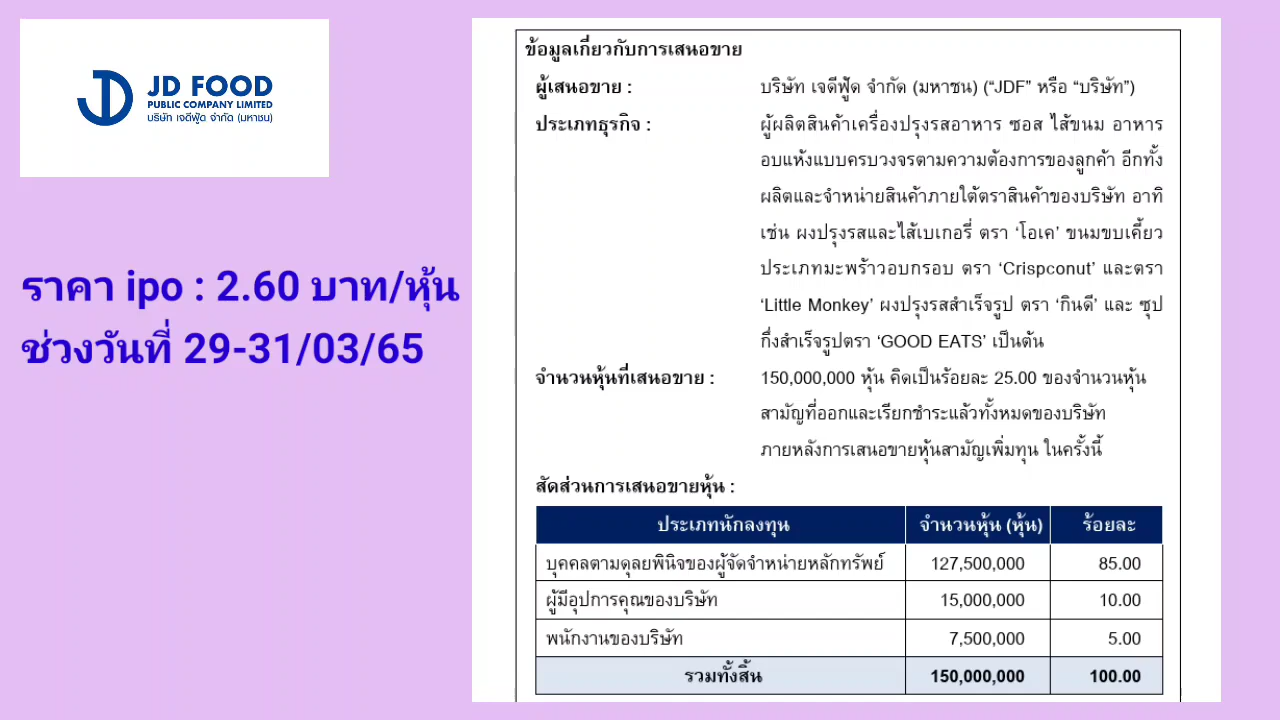 JD FOOD
PUBLIC COMPANY LIMITED
บริษัท เจดีฟู้ด จำกัด (มหาชน)
ราคา ipo : 2.60 บาท/หุ้น
ช่วงวันที่ 29-31/03/65
ข้อมูลเกี่ยวกับการเสนอขาย
ผู้เสนอขาย : บริษัท เจดีฟู้ด จำกัด (มหาชน) (“JDF” หรือ “บริษัท”)
ประเภทธุรกิจ : ผู้ผลิตสินค้าเครื่องปรุงรสอาหาร ซอส ไส้ขนม อาหาร
อบแห้งแบบครบวงจรตามความต้องการของลูกค้า อีกทั้ง
ผลิตและจำหน่ายสินค้าภายใต้ตราสินค้าของบริษัท อาทิ
เช่น ผงปรุงรสและไส้เบเกอรี่ ตรา ‘โอเค’ ขนมขบเคี้ยว
ประเภทมะพร้าวอบกรอบ ตรา ‘Crispconut’ และตรา
‘Little Monkey’ ผงปรุงรสสำเร็จรูป ตรา ‘กินดี’ และ ซุป
กึ่งสำเร็จรูปตรา ‘GOOD EATS’ เป็นต้น
จำนวนหุ้นที่เสนอขาย : 150,000,000 หุ้น คิดเป็นร้อยละ 25.00 ของจำนวนหุ้น
สามัญที่ออกและเรียกชำระแล้วทั้งหมดของบริษัท
ภายหลังการเสนอขายหุ้นสามัญเพิ่มทุน ในครั้งนี้
สัดส่วนการเสนอขายหุ้น :
ประเภทนักลงทุน จำนวนหุ้น (หุ้น) ร้อยละ
บุคคลตามดุลยพินิจของผู้จัดจำหน่ายหลักทรัพย์ 127,500,000 85.00
ผู้มีอุปการคุณของบริษัท 15,000,000 10.00
พนักงานของบริษัท 7,500,000 5.00
รวมทั้งสิ้น 150,000,000 100.00